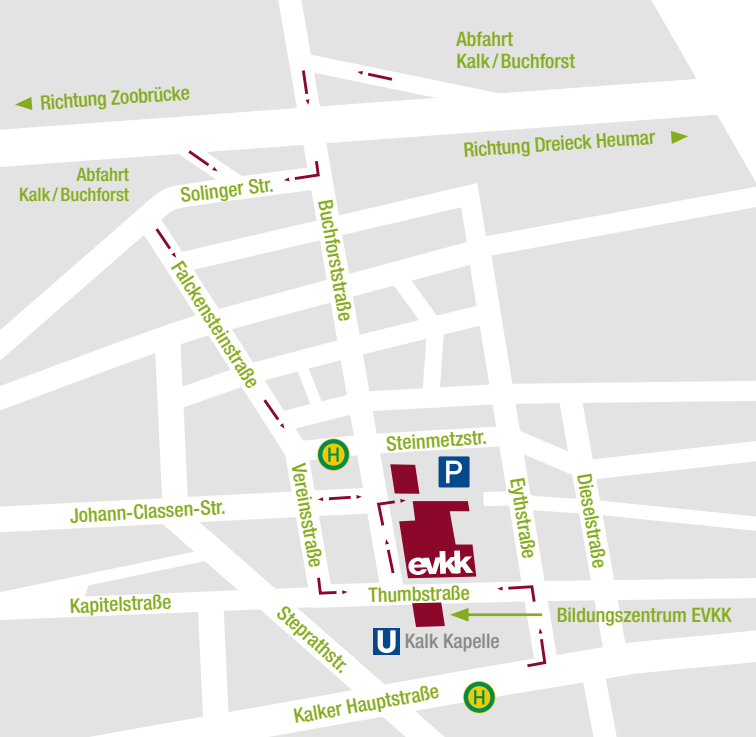 Abfahrt
Kalk/Buchforst
◄ Richtung Zoobrücke
Richtung Dreieck Heumar ►
Abfahrt
Kalk/Buchforst
Solinger Str.
Buchforststraße
Falckensteinstraße
Steinmetzstr.
H
P
Vereinsstraße
Eythstraße
Dieselstraße
Johann-Classen-Str.
evkk
Thumbstraße
Kapitelstraße
Bildungszentrum EVKK
Steprathstr.
U Kalk Kapelle
Kalker Hauptstraße
H